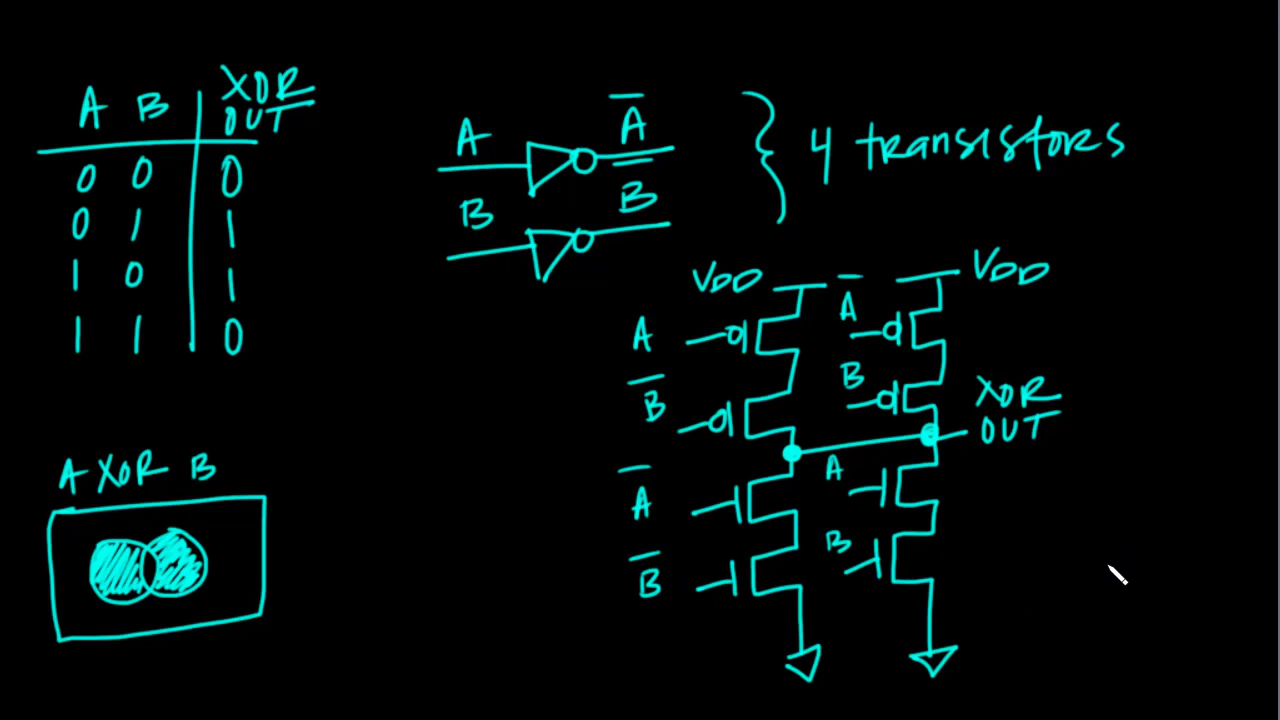 A B XOR OUT
0 0 0
0 1 1
1 0 1
1 1 0
A XOR B
A A̅
B B̅
} 4 transistors
VDD
A
B̅
A̅
B̅
VDD
A̅
B
A
B
XOR
OUT